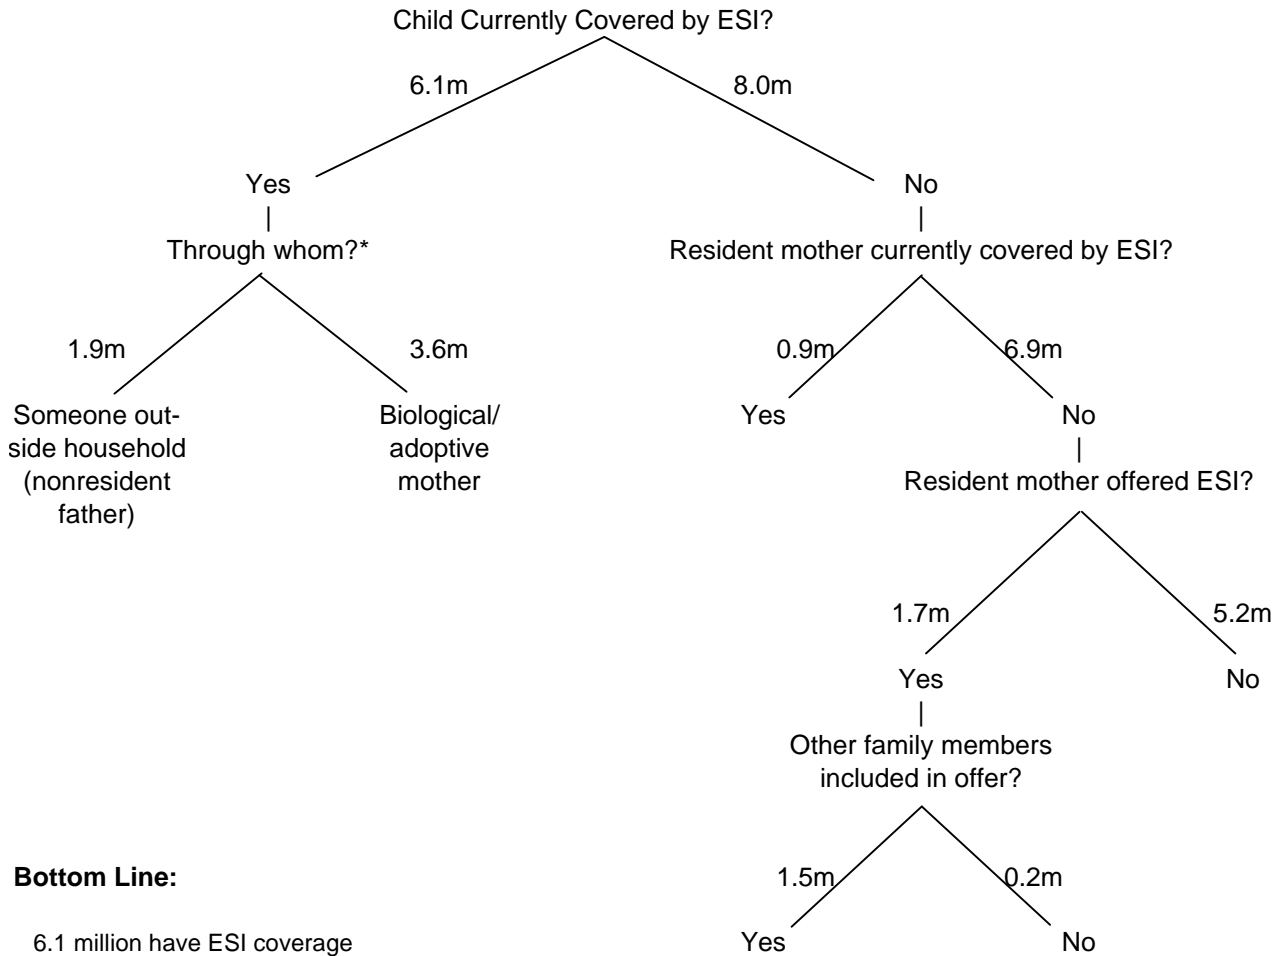 Child Currently Covered by ESI?
6.1m
8.0m
Yes
No
Through whom?*
Resident mother currently covered by ESI?
1.9m
3.6m
0.9m
6.9m
Someone out-
side household
(nonresident
father)
Biological/
adoptive
mother
Yes
No
Resident mother offered ESI?
1.7m
5.2m
Yes
No
Other family members
included in offer?
1.5m
0.2m
Yes
No
Bottom Line:
6.1 million have ESI coverage